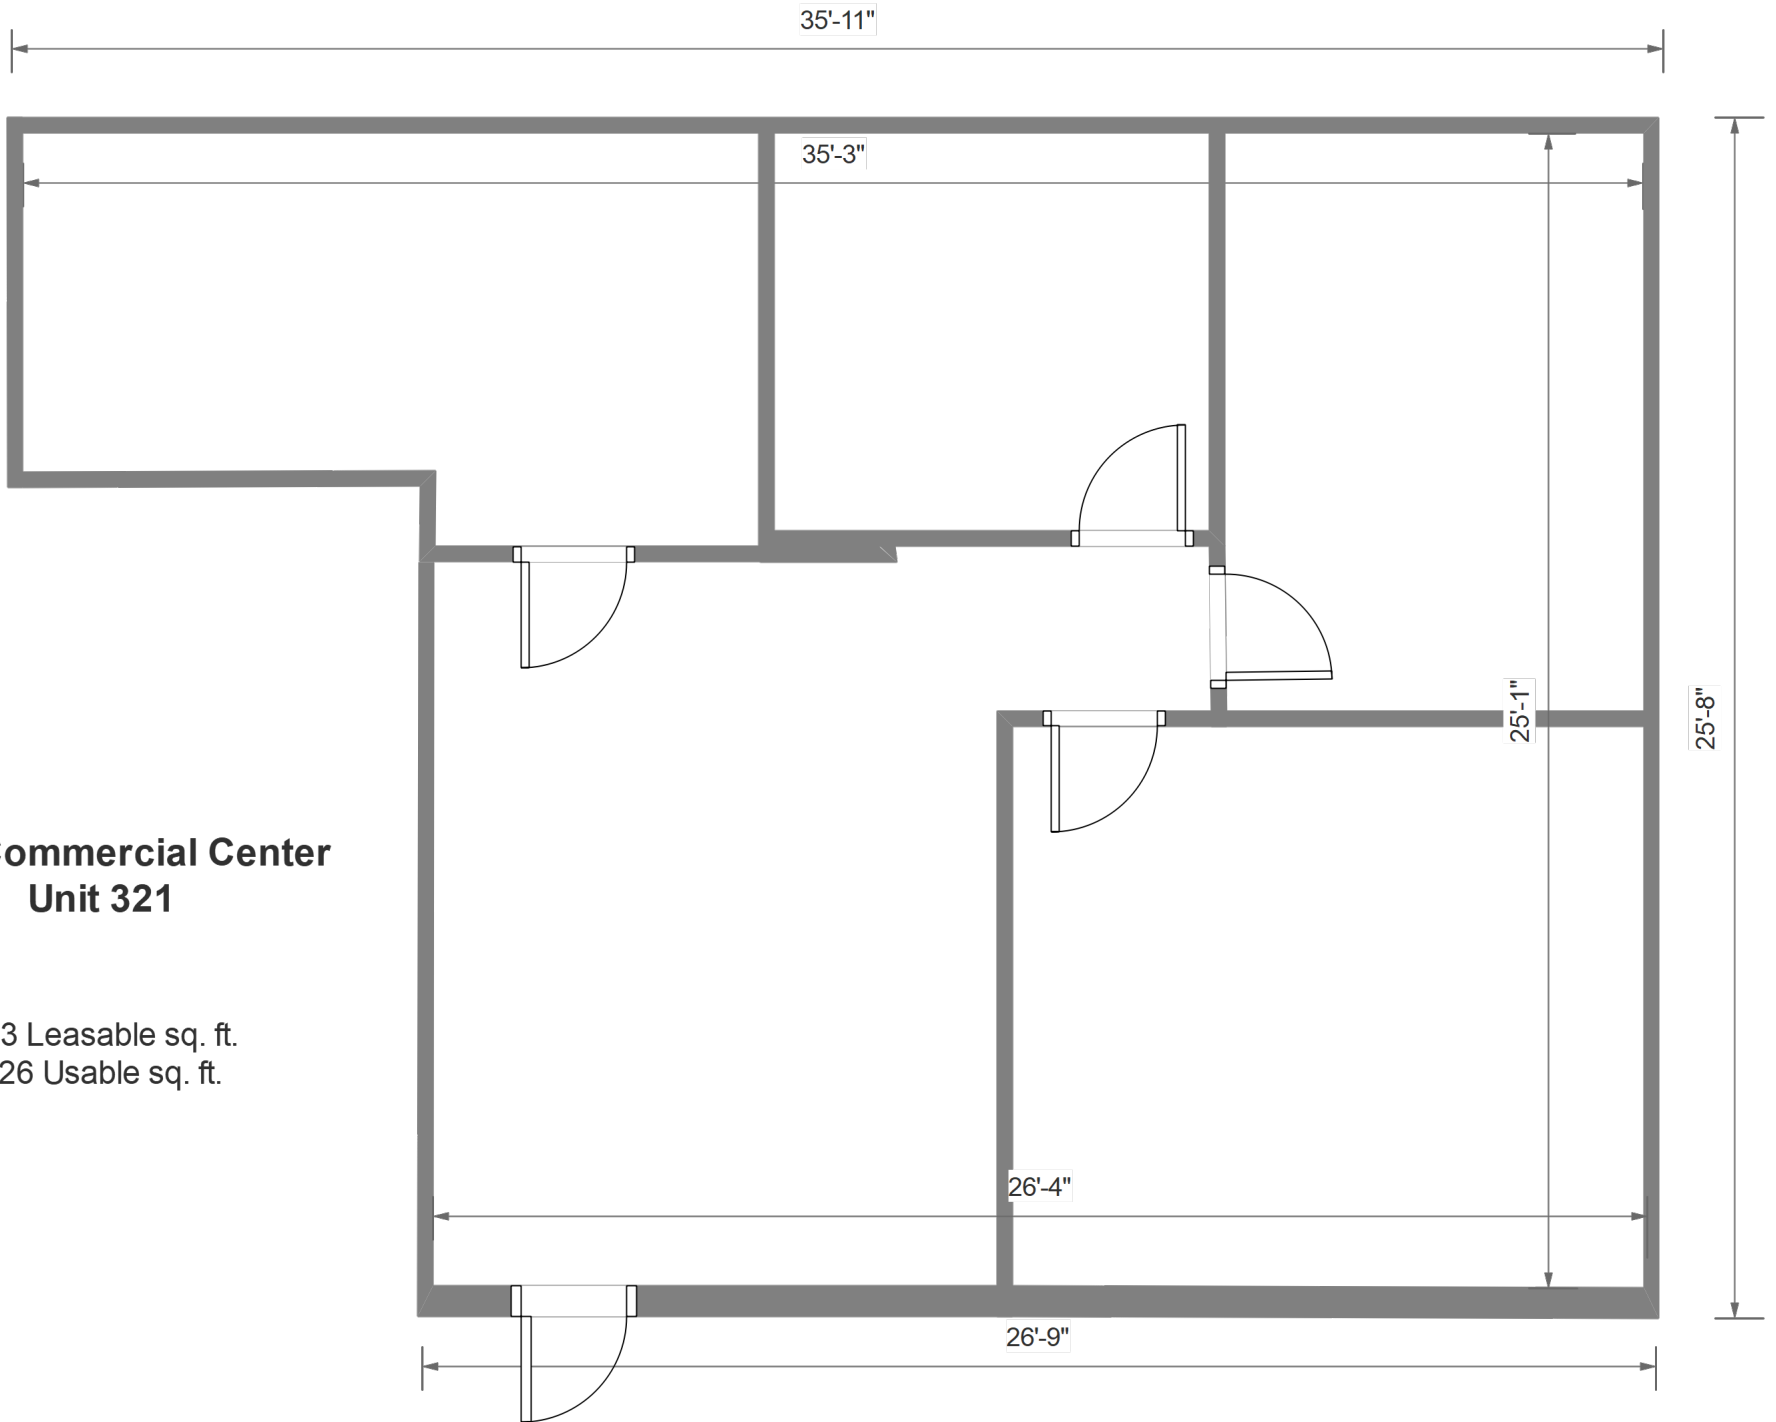 35'-11"
35'-3"
25'-1"
25'-8"
Commercial Center
Unit 321
3 Leasable sq. ft.
26 Usable sq. ft.
26'-4"
26'-9"